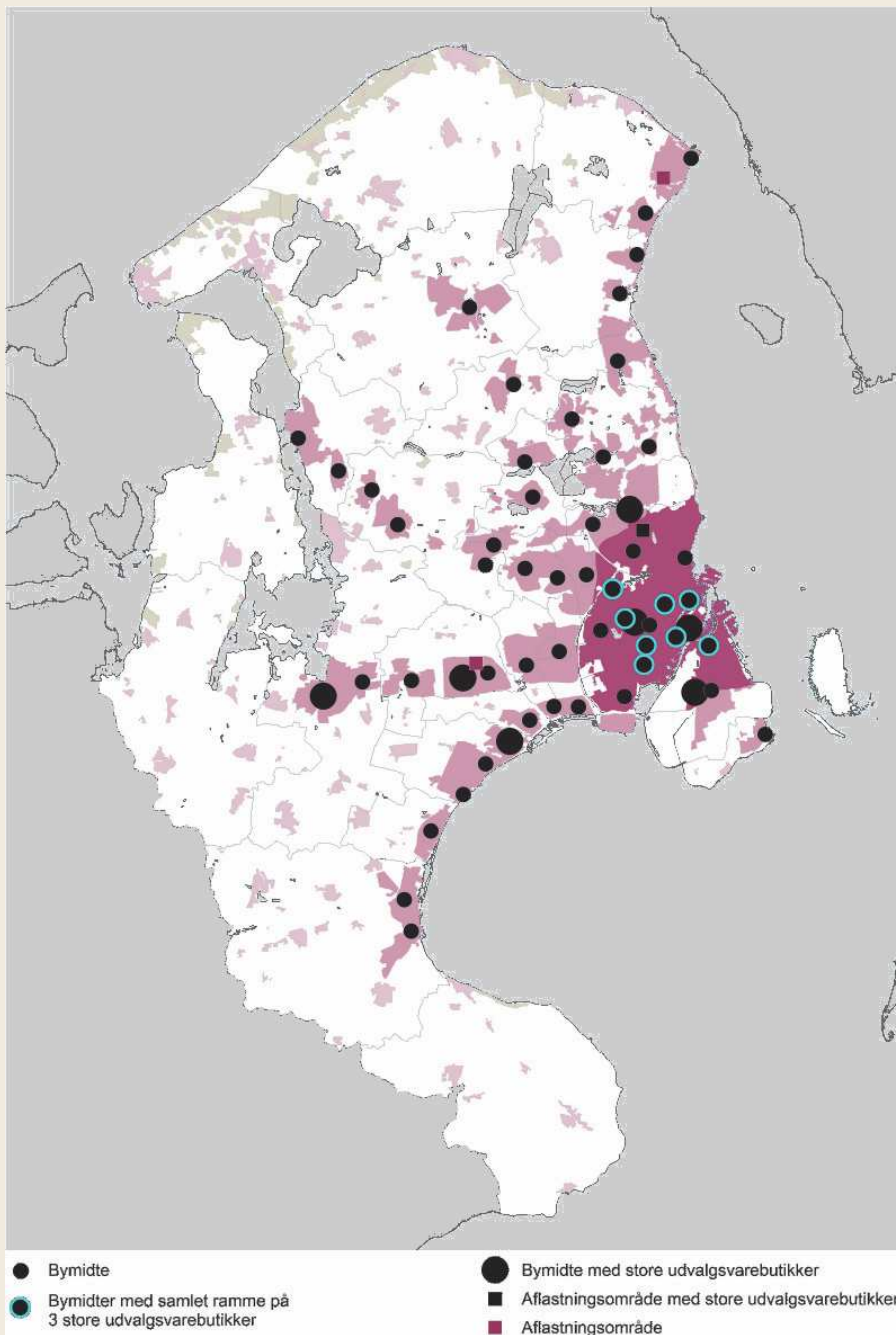 Bymidte
Bymidter med samlet ramme på
3 store udvalgsvarebutikker
Bymidte med store udvalgsvarebutikker
Aflastningsområde med store udvalgsvarebutikker
Aflastningsområde